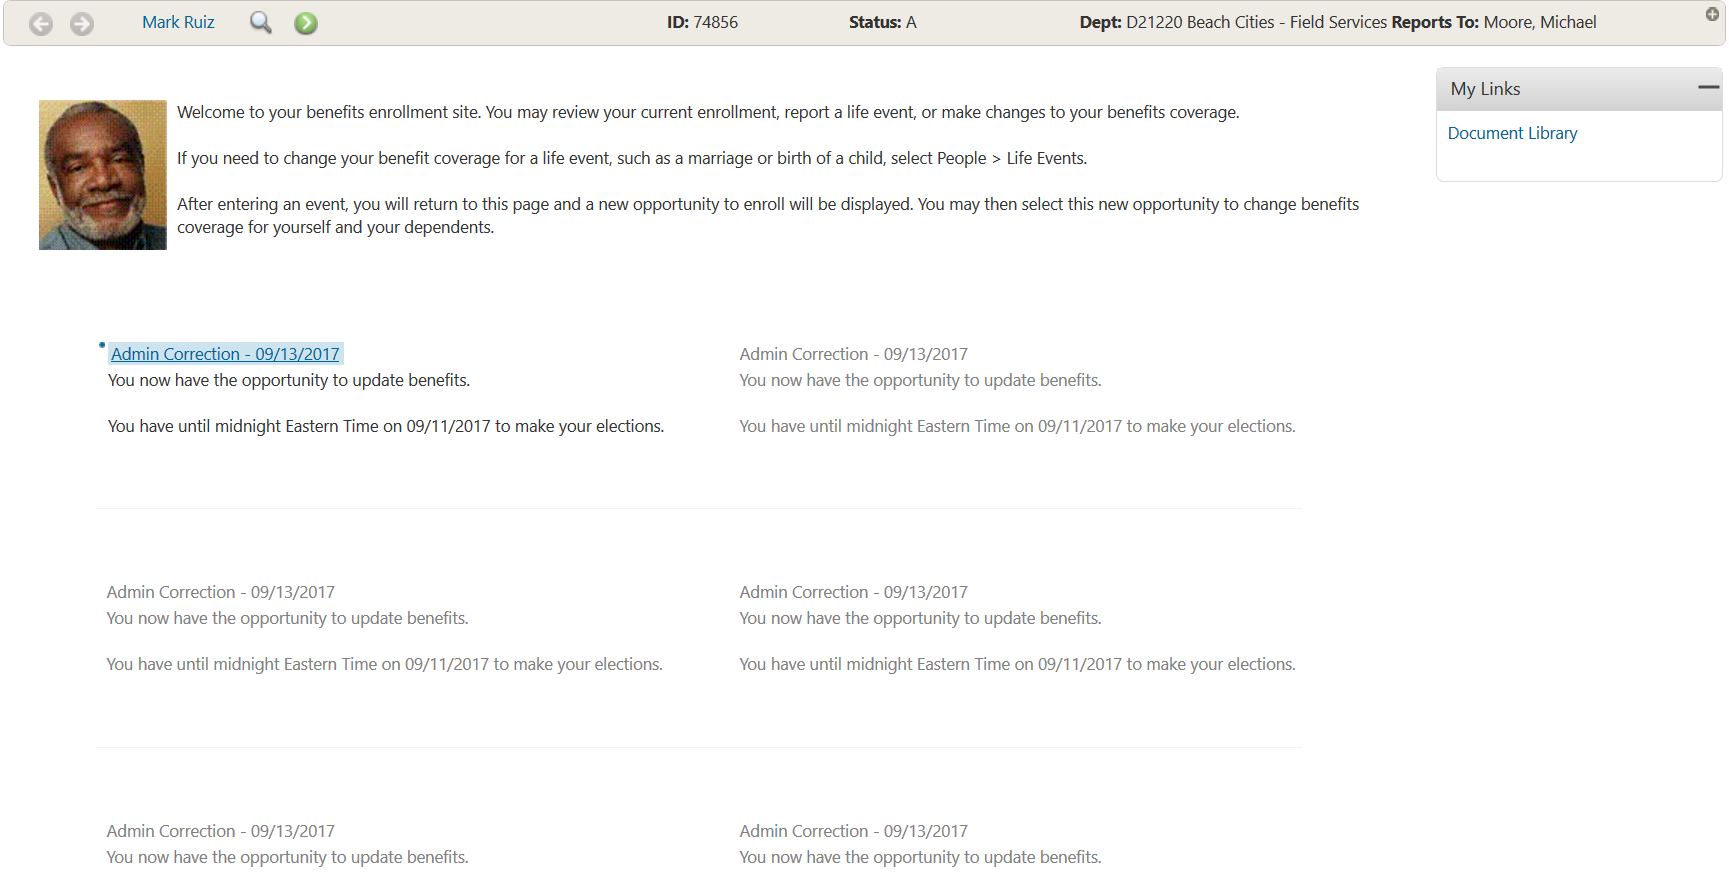 Mark Ruiz ID: 74856 Status: A Dept: D21220 Beach Cities - Field Services Reports To: Moore, Michael
My Links
Document Library
Welcome to your benefits enrollment site. You may review your current enrollment, report a life event, or make changes to your benefits coverage.
If you need to change your benefit coverage for a life event, such as a marriage or birth of a child, select People > Life Events.
After entering an event, you will return to this page and a new opportunity to enroll will be displayed. You may then select this new opportunity to change benefits
coverage for yourself and your dependents.
Admin Correction - 09/13/2017
You now have the opportunity to update benefits.
You have until midnight Eastern Time on 09/11/2017 to make your elections.
Admin Correction - 09/13/2017
You now have the opportunity to update benefits.
You have until midnight Eastern Time on 09/11/2017 to make your elections.
Admin Correction - 09/13/2017
You now have the opportunity to update benefits.
You have until midnight Eastern Time on 09/11/2017 to make your elections.
Admin Correction - 09/13/2017
You now have the opportunity to update benefits.
You have until midnight Eastern Time on 09/11/2017 to make your elections.
Admin Correction - 09/13/2017
You now have the opportunity to update benefits.
Admin Correction - 09/13/2017
You now have the opportunity to update benefits.